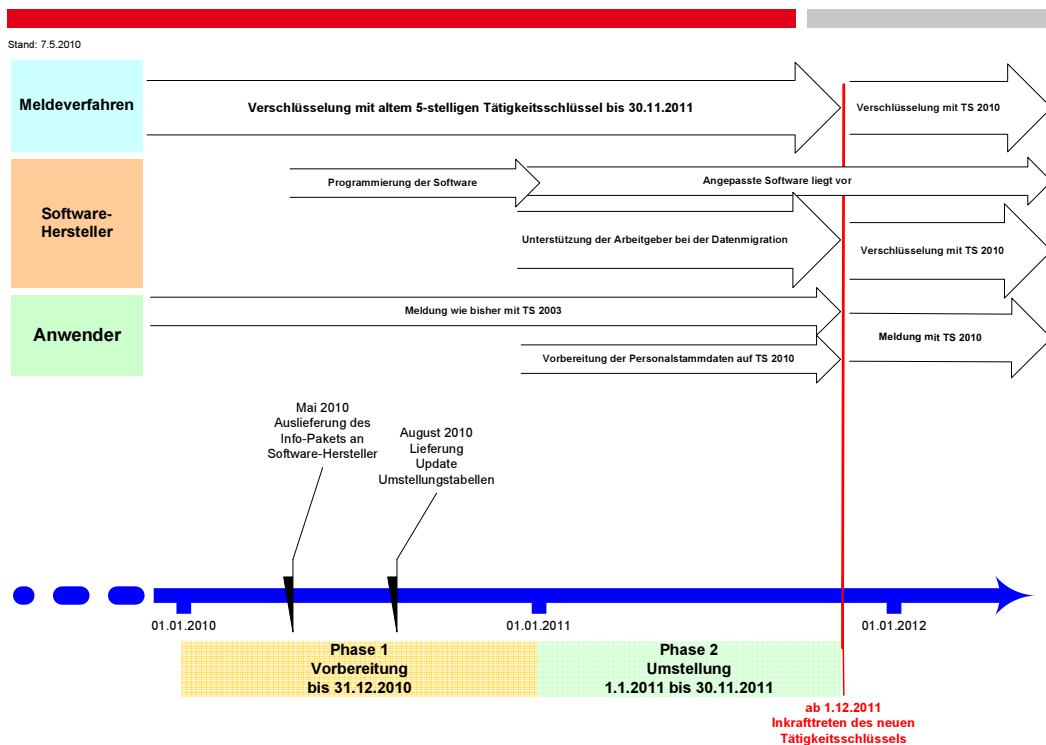 Stand: 7.5.2010
Meldeverfahren
Verschlüsselung mit altem 5-stelligen Tätigkeitsschlüssel bis 30.11.2011
Verschlüsselung mit TS 2010
Software-
Hersteller
Programmierung der Software
Angepasste Software liegt vor
Unterstützung der Arbeitgeber bei der Datenmigration
Verschlüsselung mit TS 2010
Anwender
Meldung wie bisher mit TS 2003
Vorbereitung der Personalstammdaten auf TS 2010
Meldung mit TS 2010
Mai 2010
Auslieferung des
Info-Pakets an
Software-Hersteller
August 2010
Lieferung
Update
Umstellungstabellen
01.01.2010
01.01.2011
01.01.2012
Phase 1
Vorbereitung
bis 31.12.2010
Phase 2
Umstellung
1.1.2011 bis 30.11.2011
ab 1.12.2011
Inkrafttreten des neuen
Tätigkeitsschlüssels